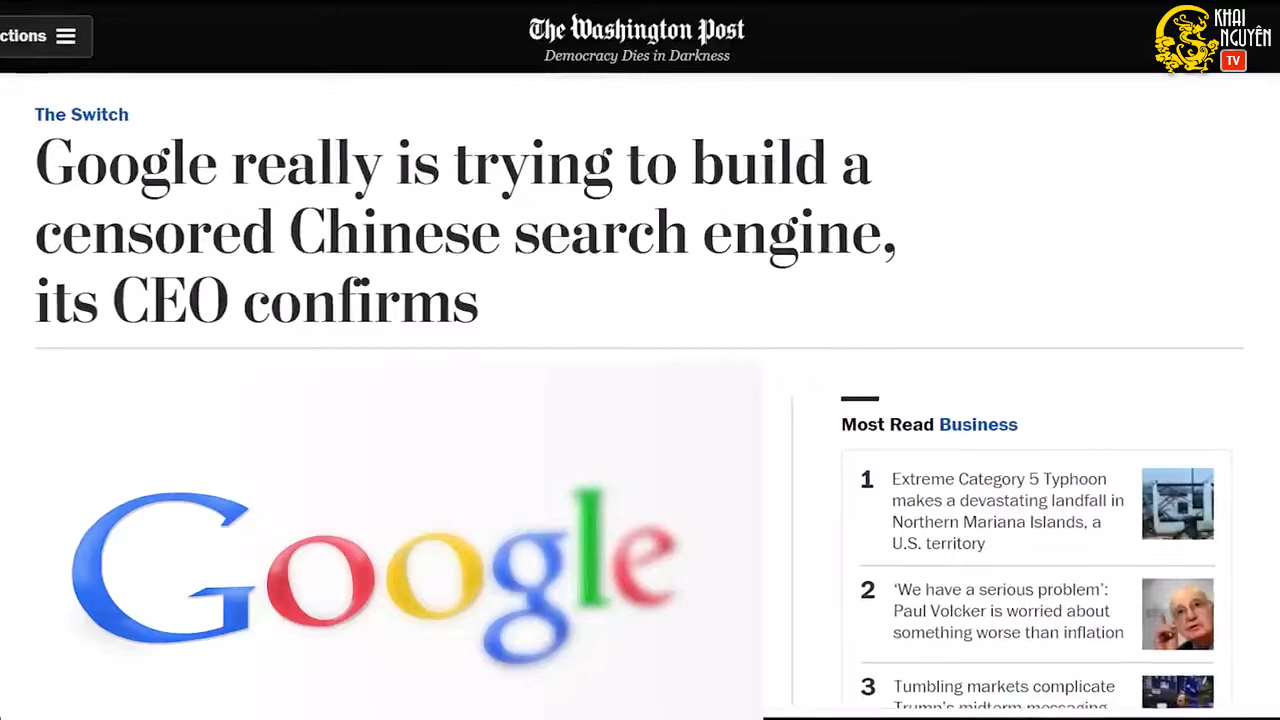 ctions
The Washington Post
Democracy Dies in Darkness
KHAI
NGUYÊN
TV
The Switch
Google really is trying to build a
censored Chinese search engine,
its CEO confirms
Google
Most Read Business
1
Extreme Category 5 Typhoon
makes a devastating landfall in
Northern Mariana Islands, a
U.S. territory
2
‘We have a serious problem’:
Paul Volcker is worried about
something worse than inflation
3
Tumbling markets complicate
Trump's midterm messaging